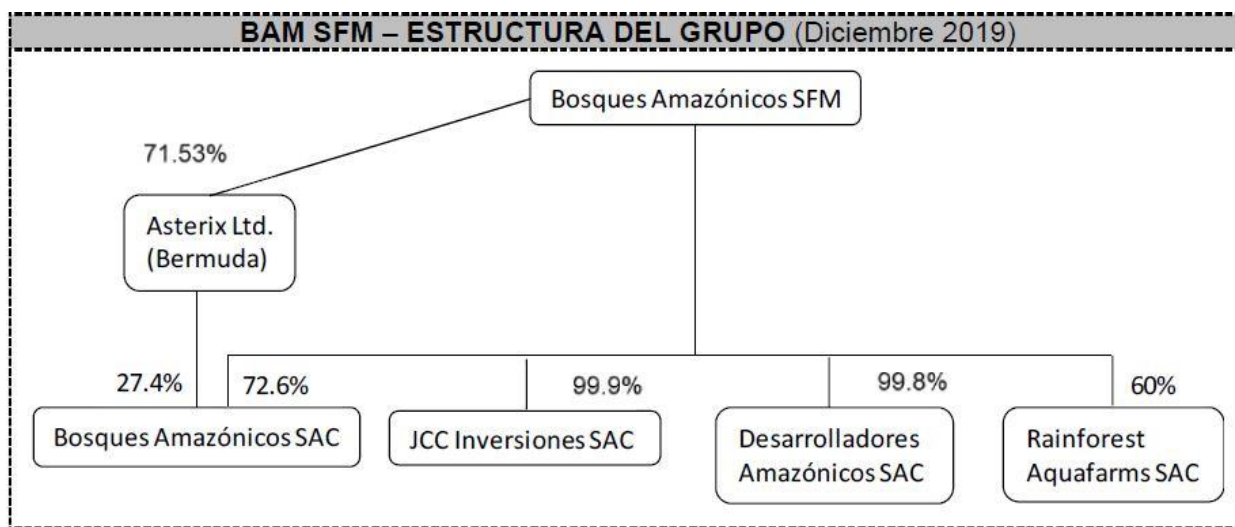 BAM SFM – ESTRUCTURA DEL GRUPO (Diciembre 2019)
Bosques Amazónicos SFM
71.53%
Asterix Ltd.
(Bermuda)
27.4%
72.6%
99.9%
99.8%
60%
Bosques Amazónicos SAC
JCC Inversiones SAC
Desarrolladores
Amazónicos SAC
Rainforest
Aquafarms SAC